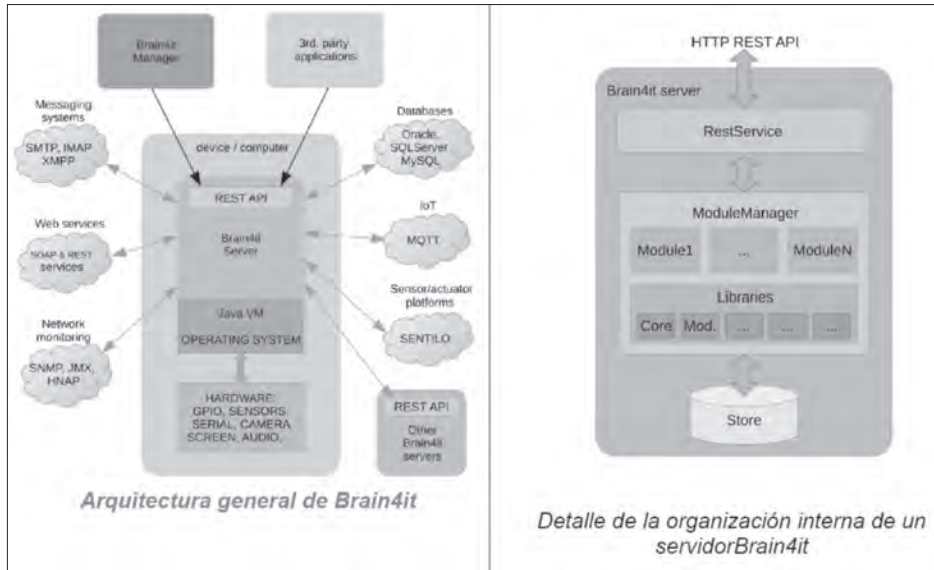 Brain4it
Manager
3rd. party
applications
Messaging
systems
SMTP, IMAP
XMPP
device / computer
Databases
Oracle,
SQLServer
MySQL
REST API
IoT
MQTT
Web services
SOAP & REST
services
Brain4it
Server
Sensor/actuator
platforms
SENTILO
Network
monitoring
SNMP, JMX,
HNAP
Java VM
OPERATING SYSTEM
HARDWARE:
GPIO, SENSORS,
SERIAL, CAMERA
SCREEN, AUDIO,
REST API
Other
Brain4it
servers
Arquitectura general de Brain4it
HTTP REST API
Brain4it server
RestService
ModuleManager
Module1
...
ModuleN
Libraries
Core
Mod.
...
...
...
Store
Detalle de la organización interna de un
servidorBrain4it